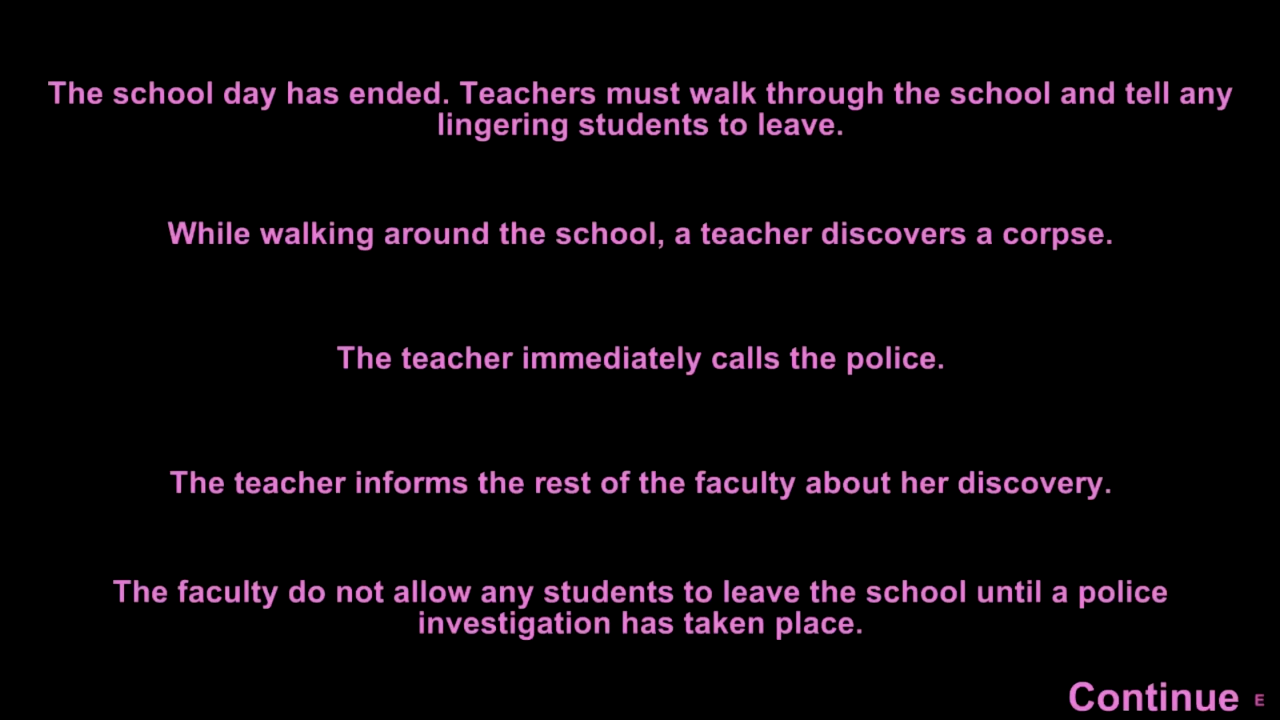 The school day has ended. Teachers must walk through the school and tell any
lingering students to leave.
While walking around the school, a teacher discovers a corpse.
The teacher immediately calls the police.
The teacher informs the rest of the faculty about her discovery.
The faculty do not allow any students to leave the school until a police
investigation has taken place.
Continue E